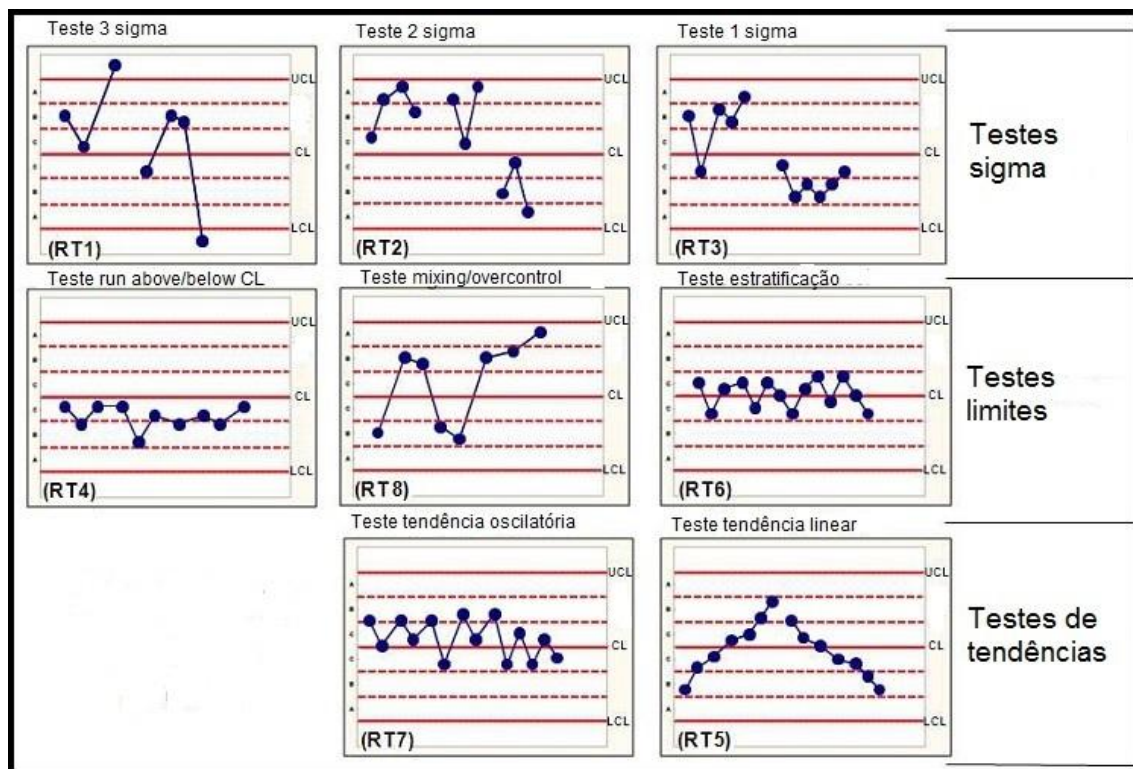 Teste 3 sigma
Teste 2 sigma
Teste 1 sigma
UCL
A
B
C
CL
C
B
A
LCL
(RT1)
UCL
A
B
C
CL
C
B
A
LCL
(RT2)
UCL
A
B
C
CL
C
B
A
LCL
(RT3)
Testes
sigma
Teste run above/below CL
Teste mixing/overcontrol
Teste estratificação
UCL
A
B
C
CL
C
B
A
LCL
(RT4)
UCL
A
B
C
CL
C
B
A
LCL
(RT8)
UCL
A
B
C
CL
C
B
A
LCL
(RT6)
Testes
limites
Teste tendência oscilatória
Teste tendência linear
UCL
A
B
C
CL
C
B
A
LCL
(RT7)
UCL
A
B
C
CL
C
B
A
LCL
(RT5)
Testes de
tendências